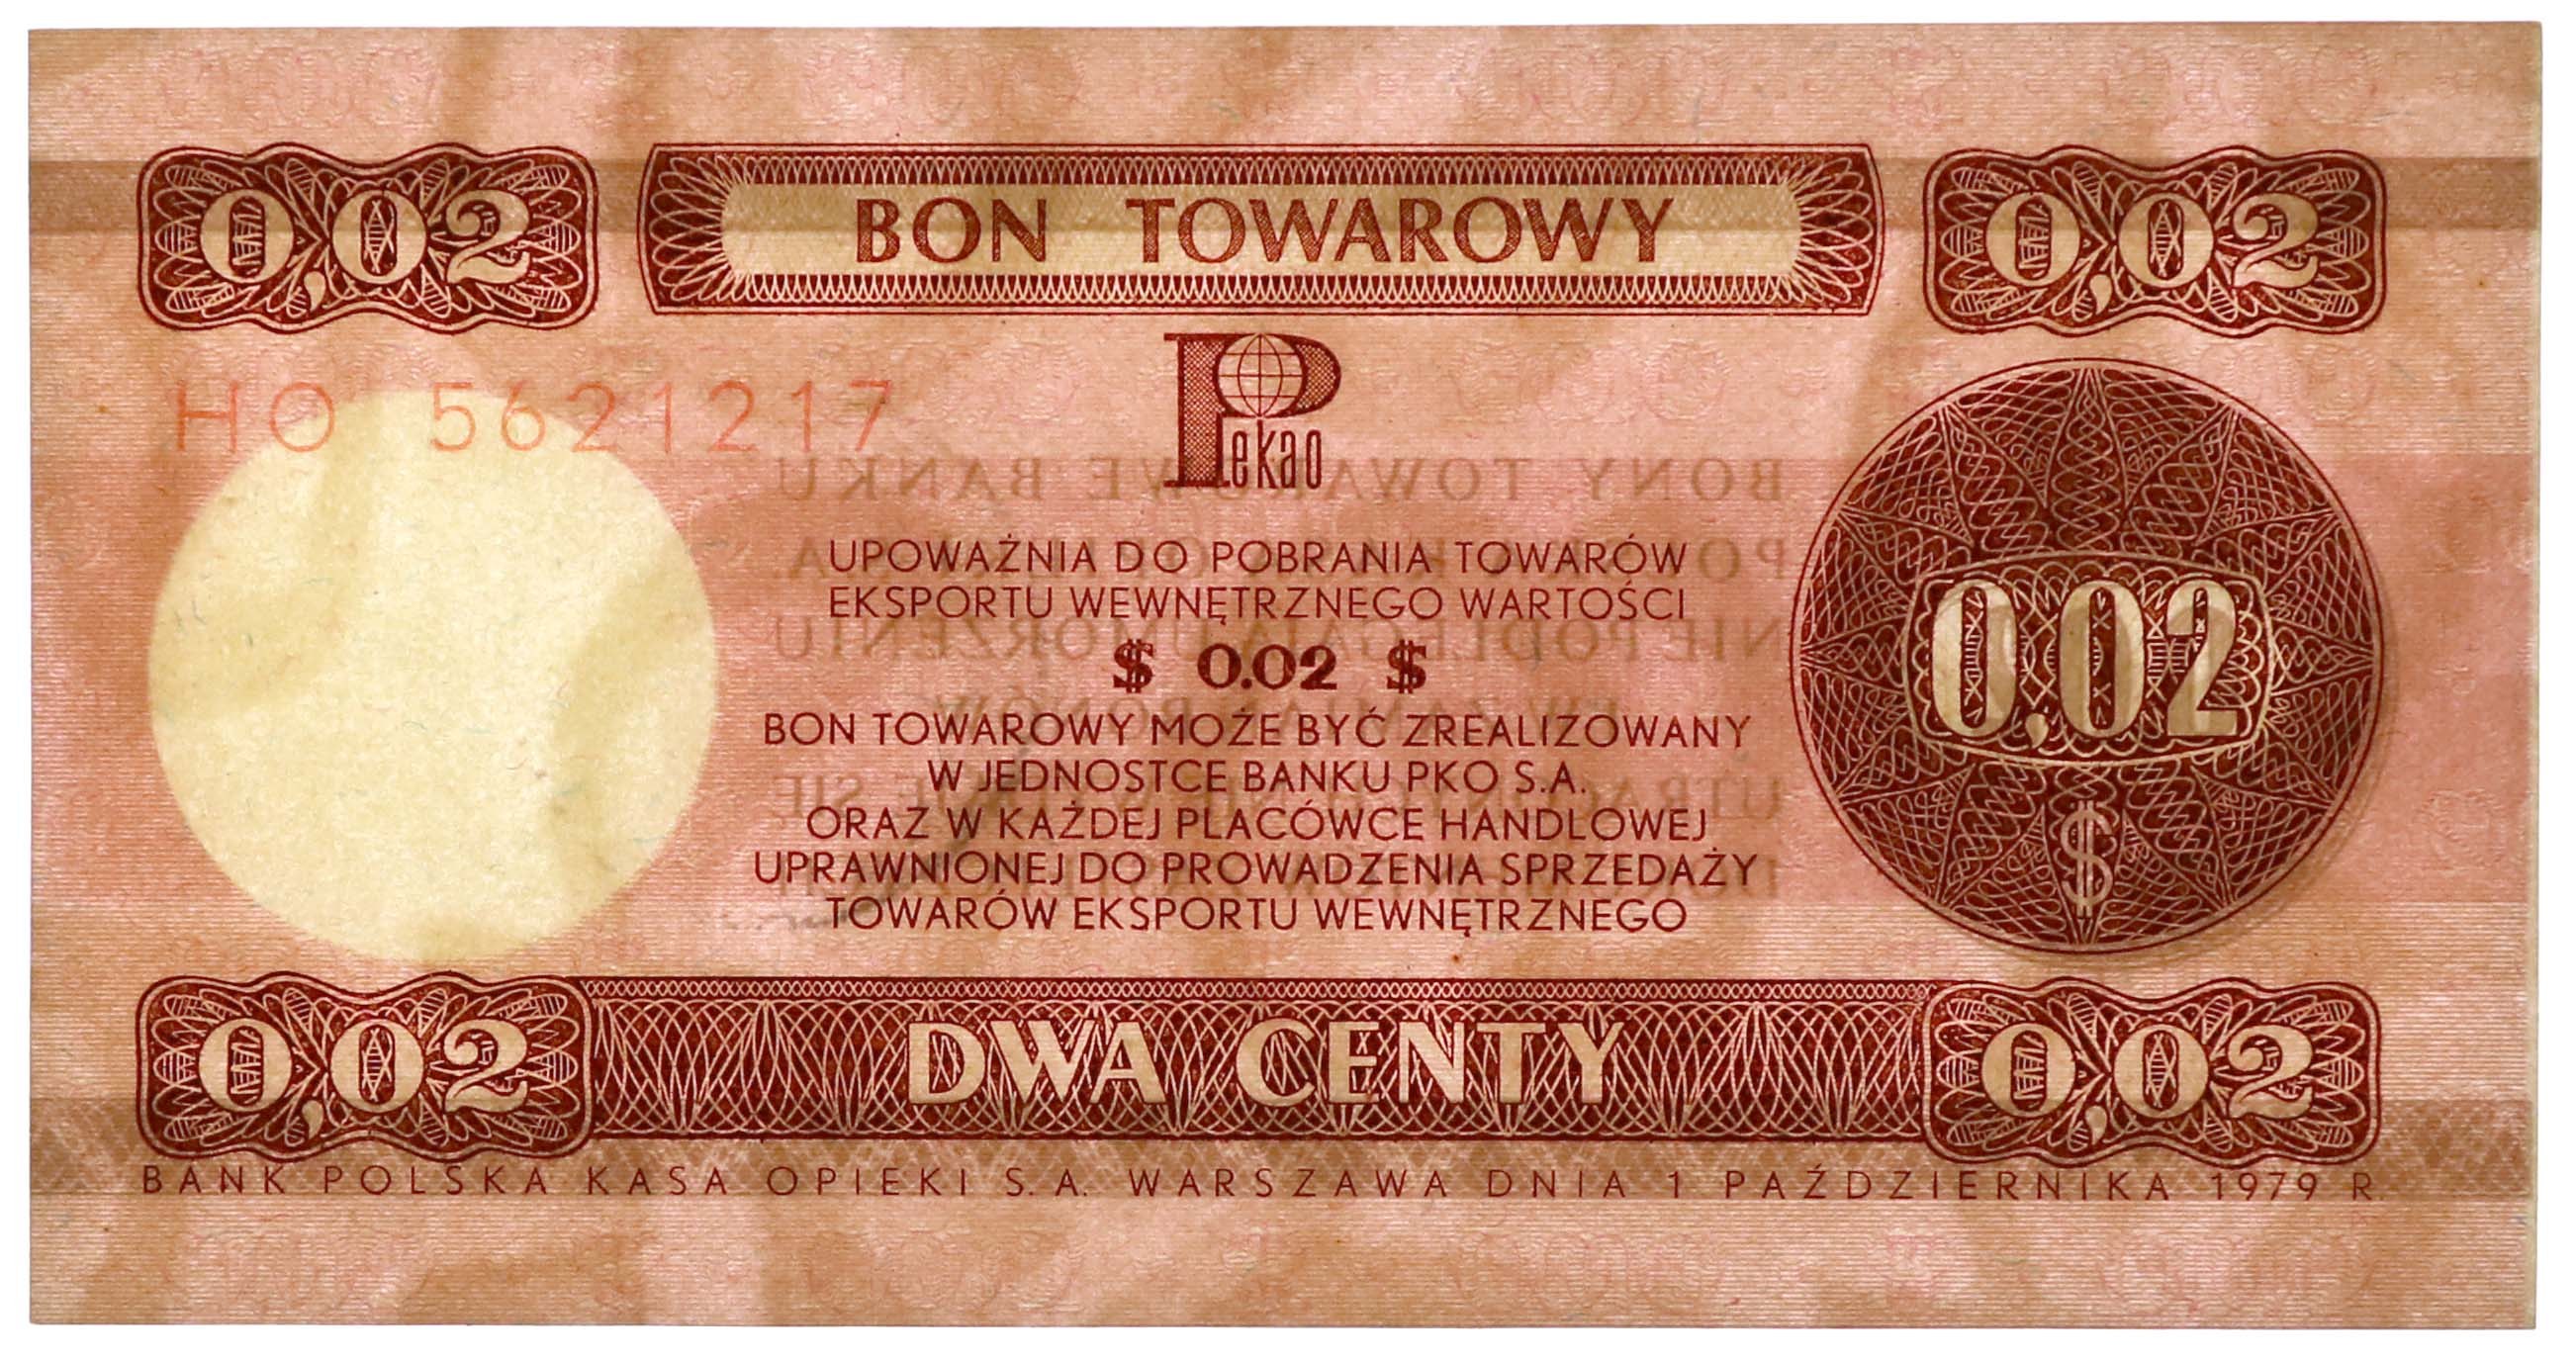 0,02 BON TOWAROWY 0,02
HO 5621217
Pekao
UPOWAŻNIA DO POBRANIA TOWARÓW
EKSPORTU WEWNĘTRZNEGO WARTOŚCI
$ 0.02 $
BON TOWAROWY MOŻE BYĆ ZREALIZOWANY
W JEDNOSTCE BANKU PKO S.A.
ORAZ W KAŻDEJ PLACÓWCE HANDLOWEJ
UPRAWNIONEJ DO PROWADZENIA SPRZEDAŻY
TOWARÓW EKSPORTU WEWNĘTRZNEGO
0,02
$
0,02 DWA CENTY 0,02
BANK POLSKA KASA OPIEKI S.A. WARSZAWA DNIA 1 PAŹDZIERNIKA 1979 R.